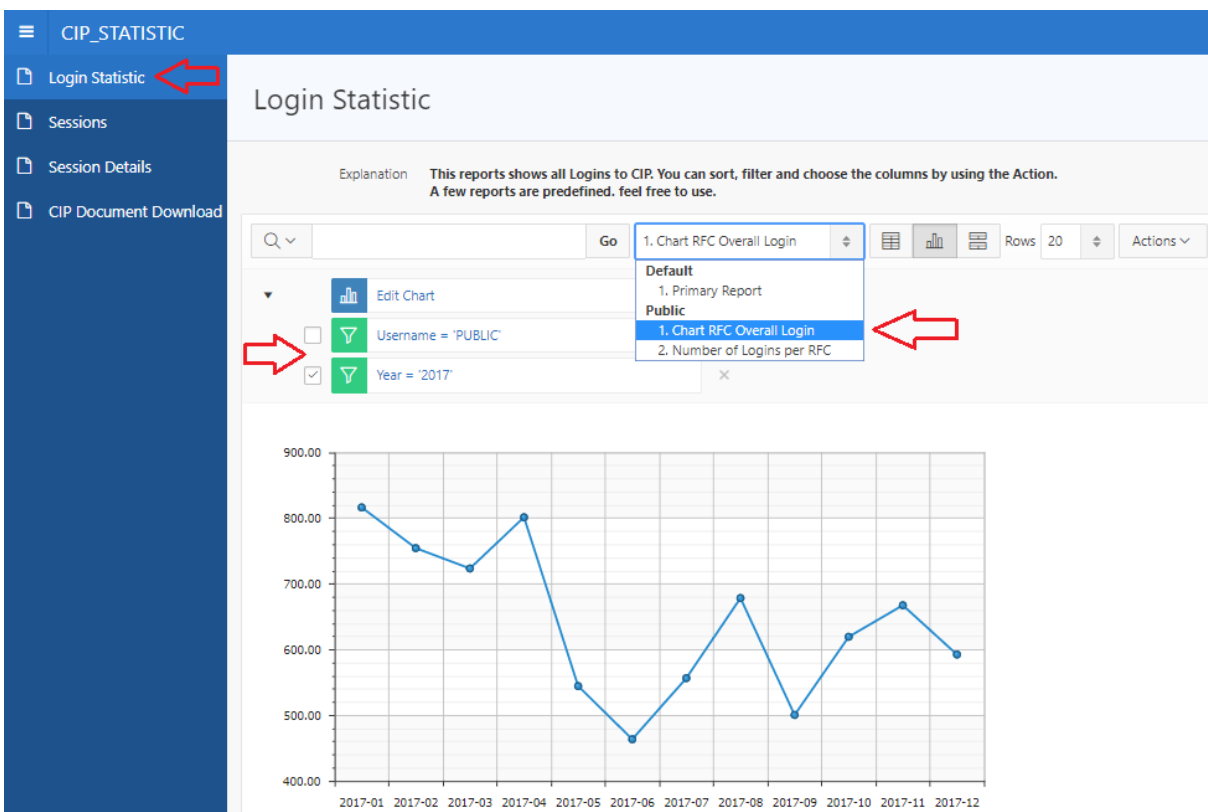 CIP_STATISTIC
Login Statistic
Sessions
Session Details
CIP Document Download
Login Statistic
Explanation This reports shows all Logins to CIP. You can sort, filter and choose the columns by using the Action.
A few reports are predefined. feel free to use.
Go 1. Chart RFC Overall Login Rows 20 Actions
Default
1. Primary Report
Public
1. Chart RFC Overall Login
2. Number of Logins per RFC
Edit Chart
Username = 'PUBLIC'
Year = '2017'
900.00
800.00
700.00
600.00
500.00
400.00
2017-01 2017-02 2017-03 2017-04 2017-05 2017-06 2017-07 2017-08 2017-09 2017-10 2017-11 2017-12